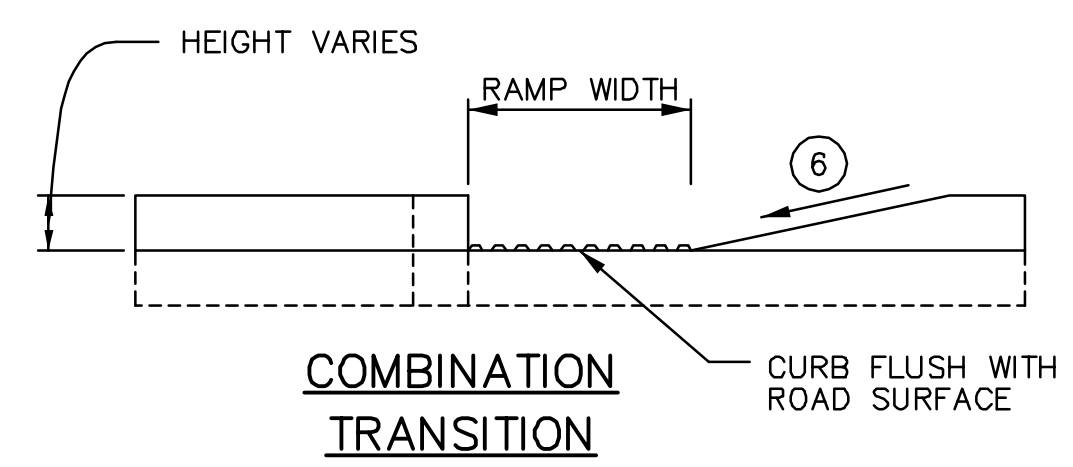 HEIGHT VARIES
RAMP WIDTH
6
CURB FLUSH WITH
ROAD SURFACE
COMBINATION
TRANSITION